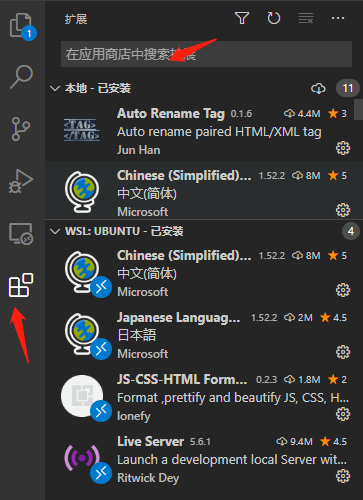 扩展
1
在应用商店中搜索扩展
本地 - 已安装 11
<TAG>
</TAG>
Auto Rename Tag 0.1.6 4.4M 3
Auto rename paired HTML/XML tag
Jun Han
Chinese (Simplified)... 1.52.2 8M 5
中文(简体)
Microsoft
WSL: UBUNTU - 已安装 4
Chinese (Simplified)... 1.52.2 8M 5
中文(简体)
Microsoft
Japanese Languag... 1.52.2 2M 4.5
日本語
Microsoft
JS-CSS-HTML Form... 0.2.3 1.8M 2
Format ,prettify and beautify JS, CSS, H...
lonefy
Live Server 5.6.1 9.4M 4.5
Launch a development local Server wit...
Ritwick Dey